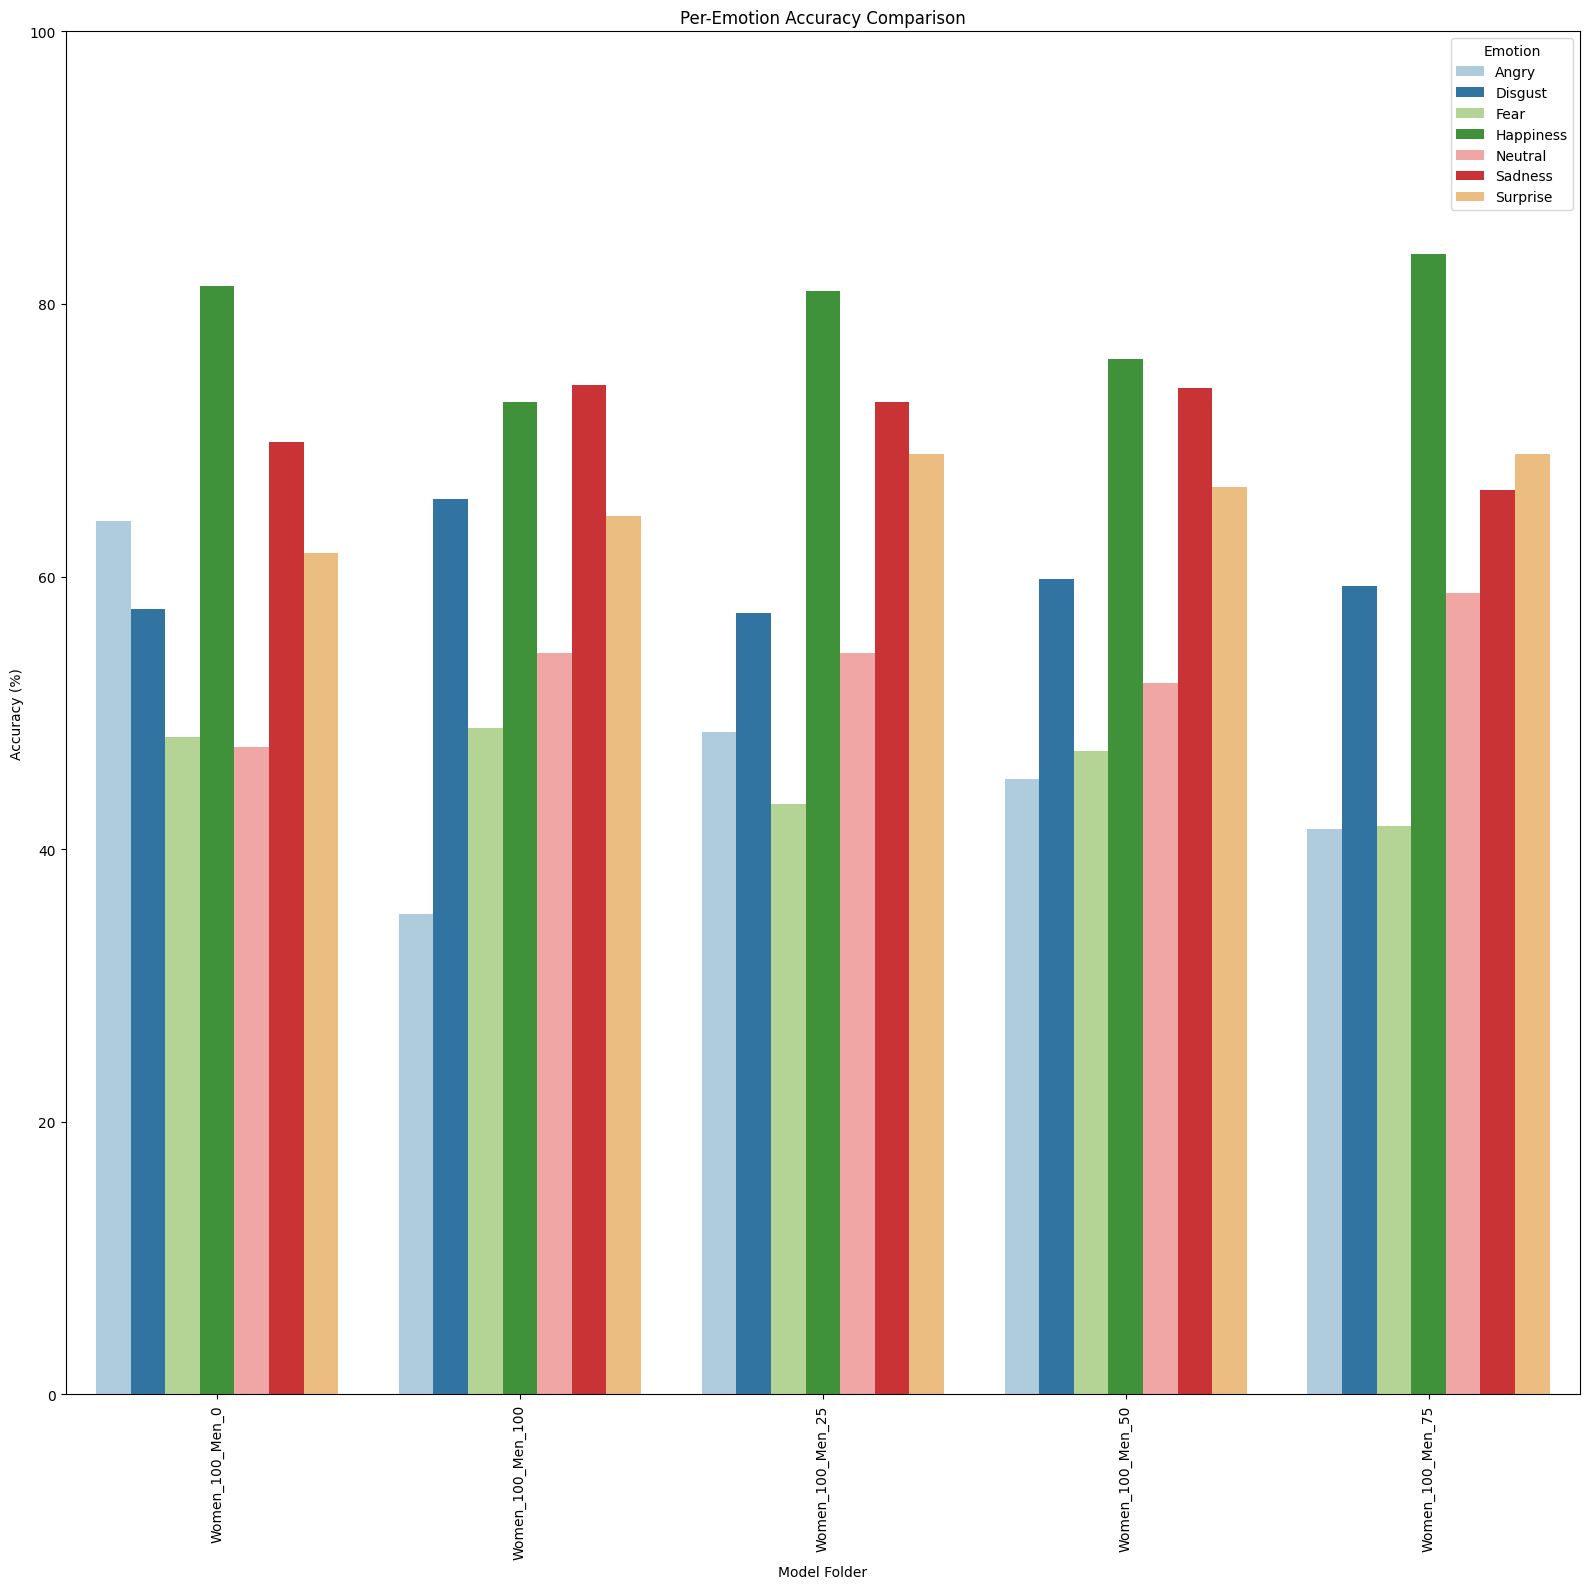 Per-Emotion Accuracy Comparison
Emotion
Angry
Disgust
Fear
Happiness
Neutral
Sadness
Surprise
Accuracy (%)
100
80
60
40
20
0
Women_100_Men_0
Women_100_Men_100
Women_100_Men_25
Women_100_Men_50
Women_100_Men_75
Model Folder